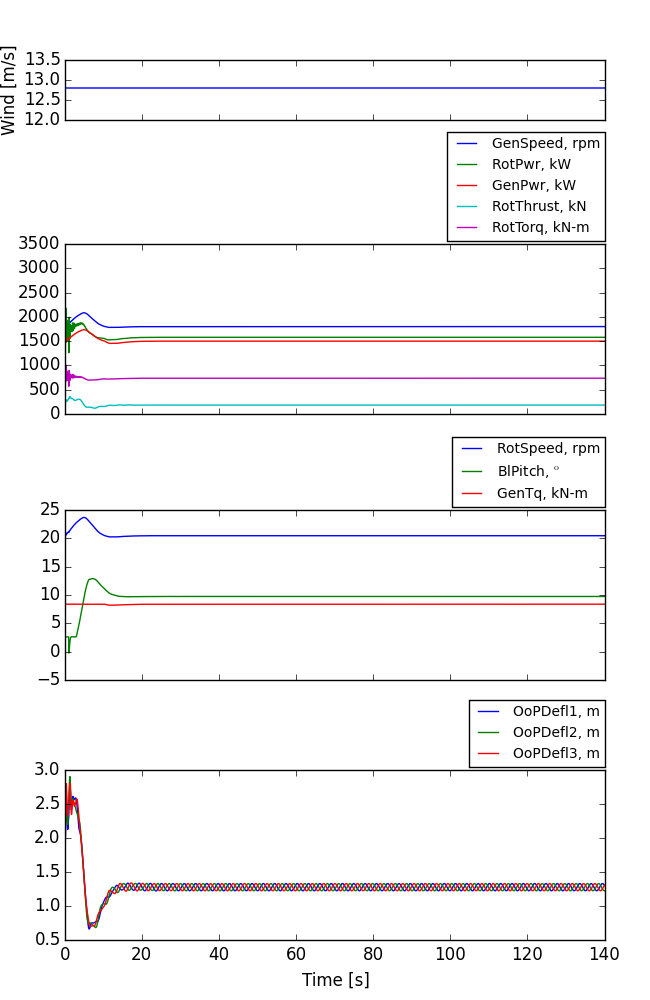 Wind [m/s]
13.5
13.0
12.5
12.0
GenSpeed, rpm
RotPwr, kW
GenPwr, kW
RotThrust, kN
RotTorq, kN-m
3500
3000
2500
2000
1500
1000
500
0
RotSpeed, rpm
BlPitch, °
GenTq, kN-m
25
20
15
10
5
0
−5
OoPDefl1, m
OoPDefl2, m
OoPDefl3, m
3.0
2.5
2.0
1.5
1.0
0.5
0 20 40 60 80 100 120 140
Time [s]